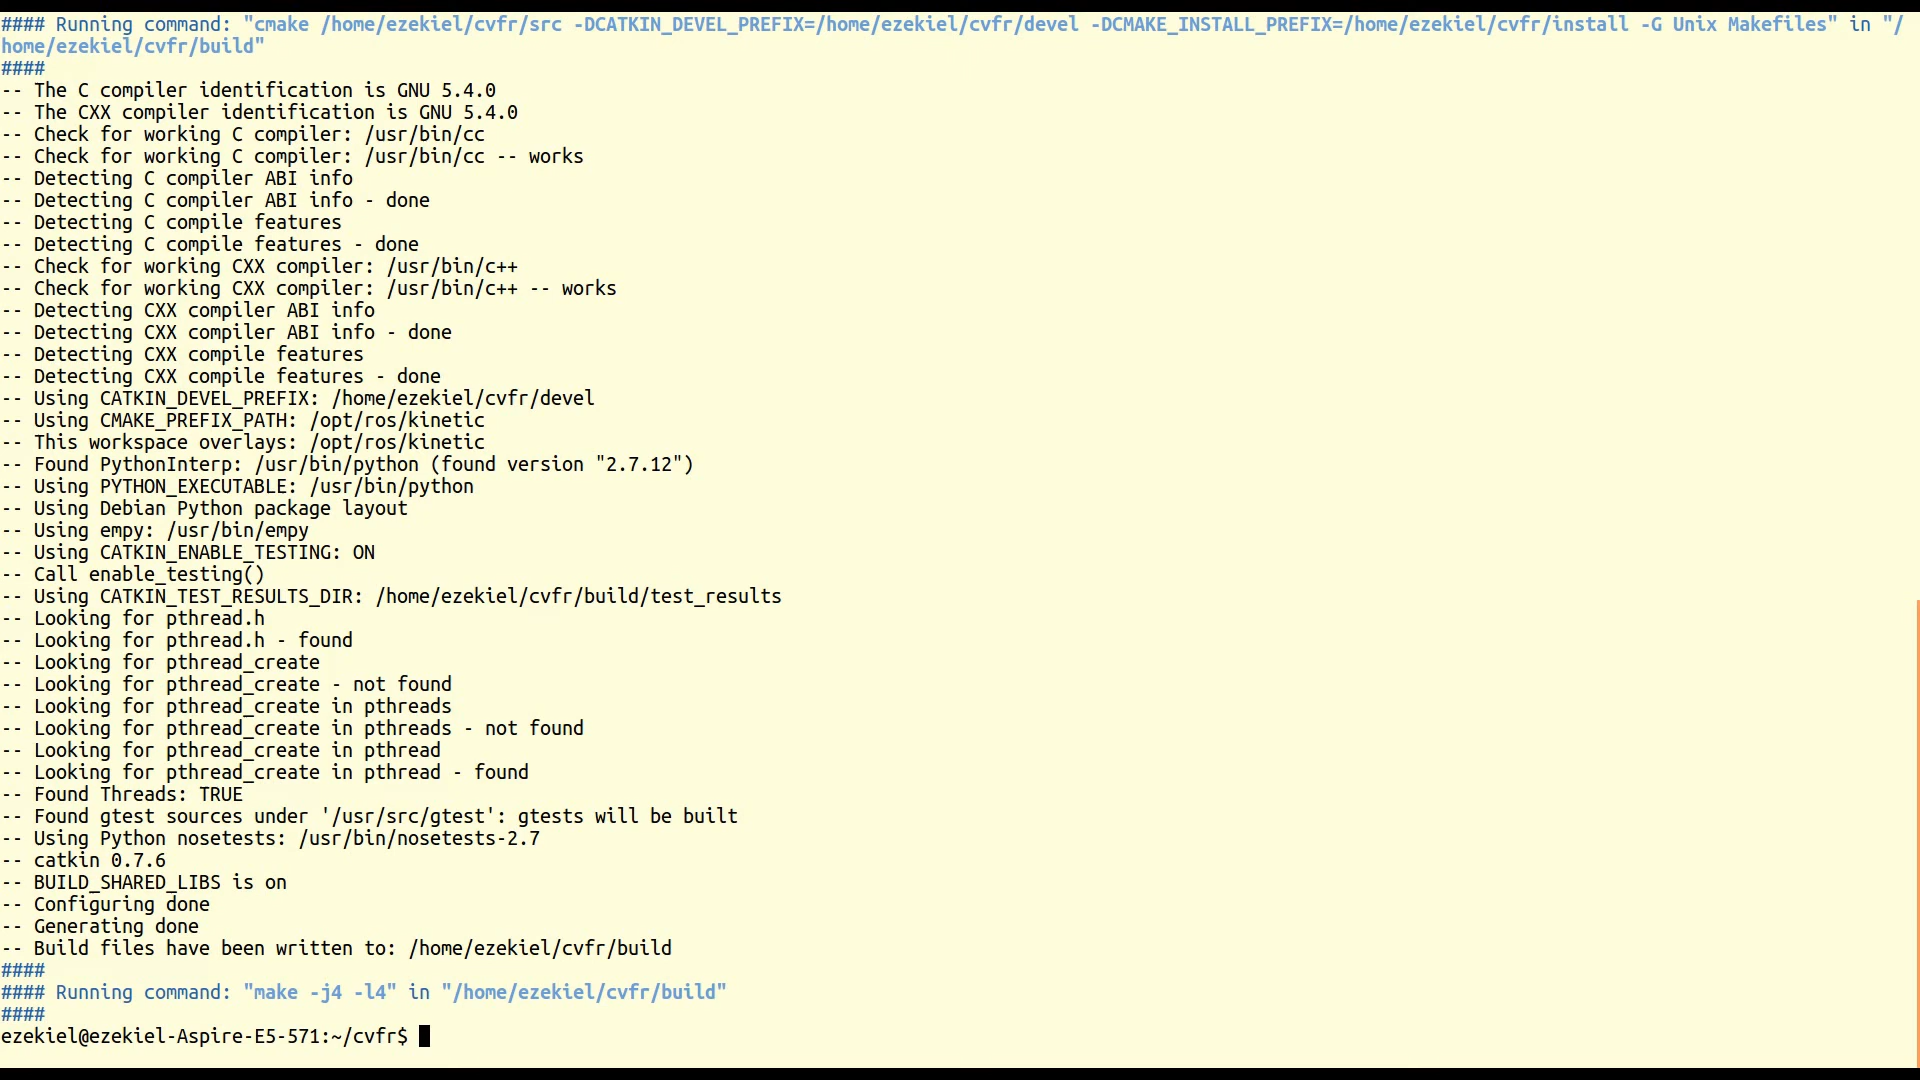 #### Running command: "cmake /home/ezekiel/cvfr/src -DCATKIN_DEVEL_PREFIX=/home/ezekiel/cvfr/devel -DCMAKE_INSTALL_PREFIX=/home/ezekiel/cvfr/install -G Unix Makefiles" in "/
home/ezekiel/cvfr/build"
####
-- The C compiler identification is GNU 5.4.0
-- The CXX compiler identification is GNU 5.4.0
-- Check for working C compiler: /usr/bin/cc
-- Check for working C compiler: /usr/bin/cc -- works
-- Detecting C compiler ABI info
-- Detecting C compiler ABI info - done
-- Detecting C compile features
-- Detecting C compile features - done
-- Check for working CXX compiler: /usr/bin/c++
-- Check for working CXX compiler: /usr/bin/c++ -- works
-- Detecting CXX compiler ABI info
-- Detecting CXX compiler ABI info - done
-- Detecting CXX compile features
-- Detecting CXX compile features - done
-- Using CATKIN_DEVEL_PREFIX: /home/ezekiel/cvfr/devel
-- Using CMAKE_PREFIX_PATH: /opt/ros/kinetic
-- This workspace overlays: /opt/ros/kinetic
-- Found PythonInterp: /usr/bin/python (found version "2.7.12")
-- Using PYTHON_EXECUTABLE: /usr/bin/python
-- Using Debian Python package layout
-- Using empy: /usr/bin/empy
-- Using CATKIN_ENABLE_TESTING: ON
-- Call enable_testing()
-- Using CATKIN_TEST_RESULTS_DIR: /home/ezekiel/cvfr/build/test_results
-- Looking for pthread.h
-- Looking for pthread.h - found
-- Looking for pthread_create
-- Looking for pthread_create - not found
-- Looking for pthread_create in pthreads
-- Looking for pthread_create in pthreads - not found
-- Looking for pthread_create in pthread
-- Looking for pthread_create in pthread - found
-- Found Threads: TRUE
-- Found gtest sources under '/usr/src/gtest': gtests will be built
-- Using Python nosetests: /usr/bin/nosetests-2.7
-- catkin 0.7.6
-- BUILD_SHARED_LIBS is on
-- Configuring done
-- Generating done
-- Build files have been written to: /home/ezekiel/cvfr/build
####
#### Running command: "make -j4 -l4" in "/home/ezekiel/cvfr/build"
####
ezekiel@ezekiel-Aspire-E5-571:~/cvfr$